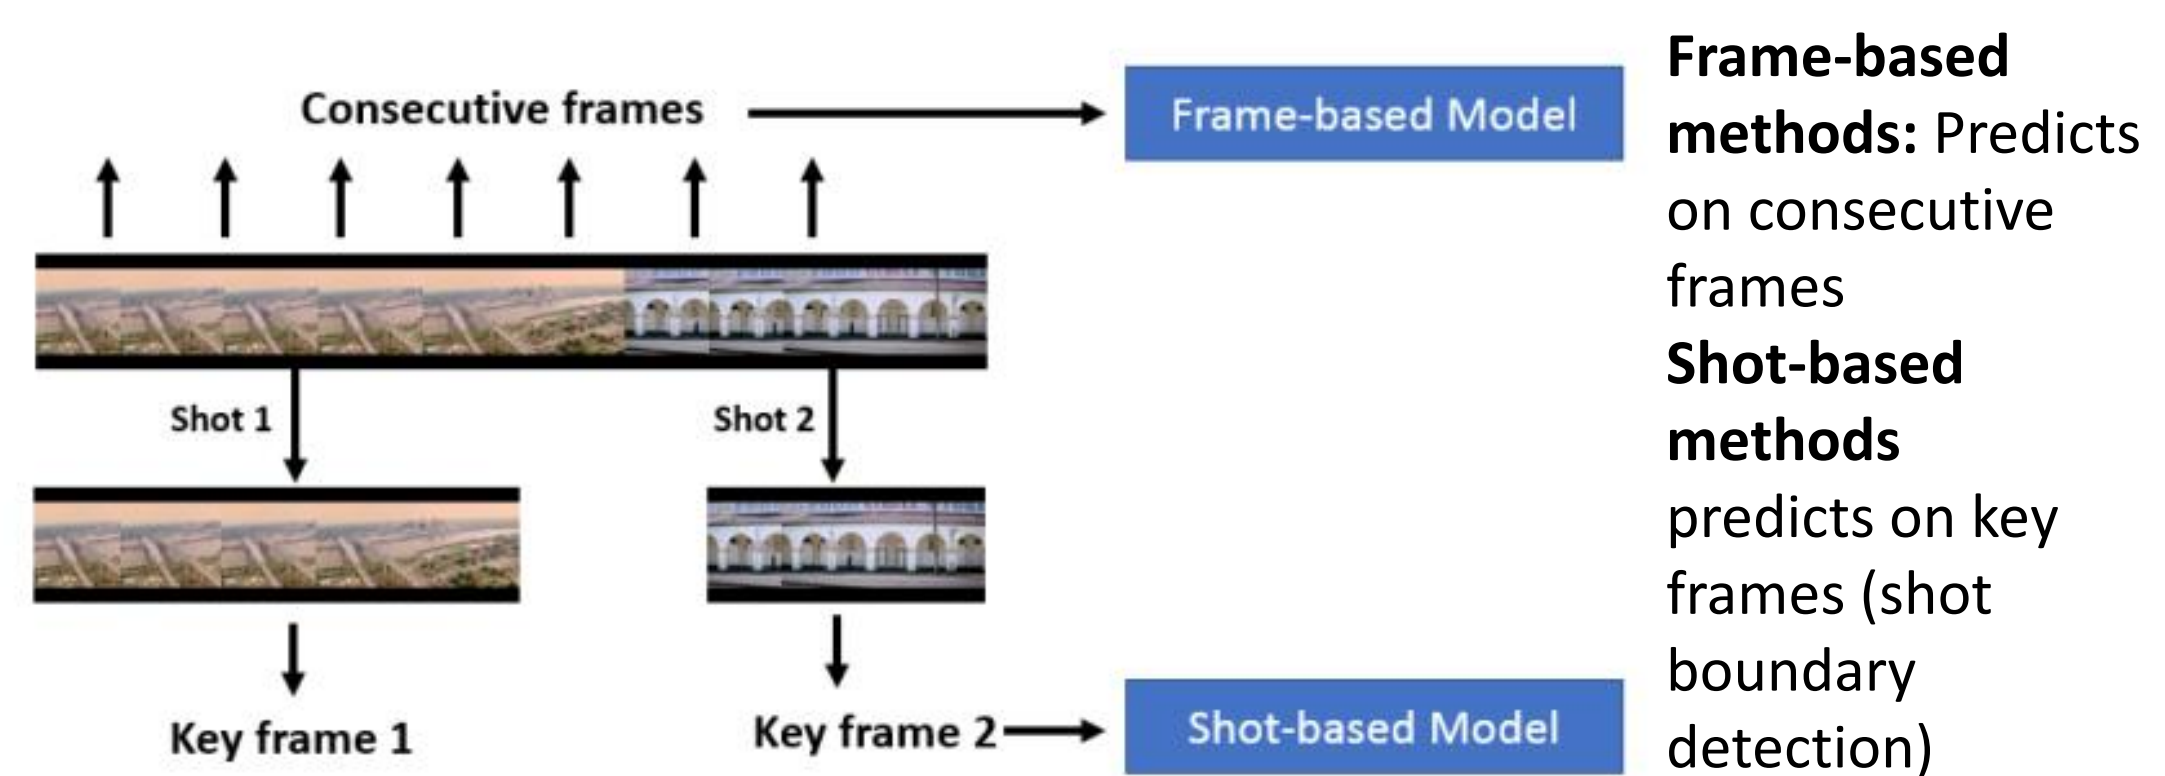 Consecutive frames
Frame-based Model
Shot 1
Shot 2
Key frame 1
Key frame 2
Shot-based Model
Frame-based
methods: Predicts
on consecutive
frames
Shot-based
methods
predicts on key
frames (shot
boundary
detection)